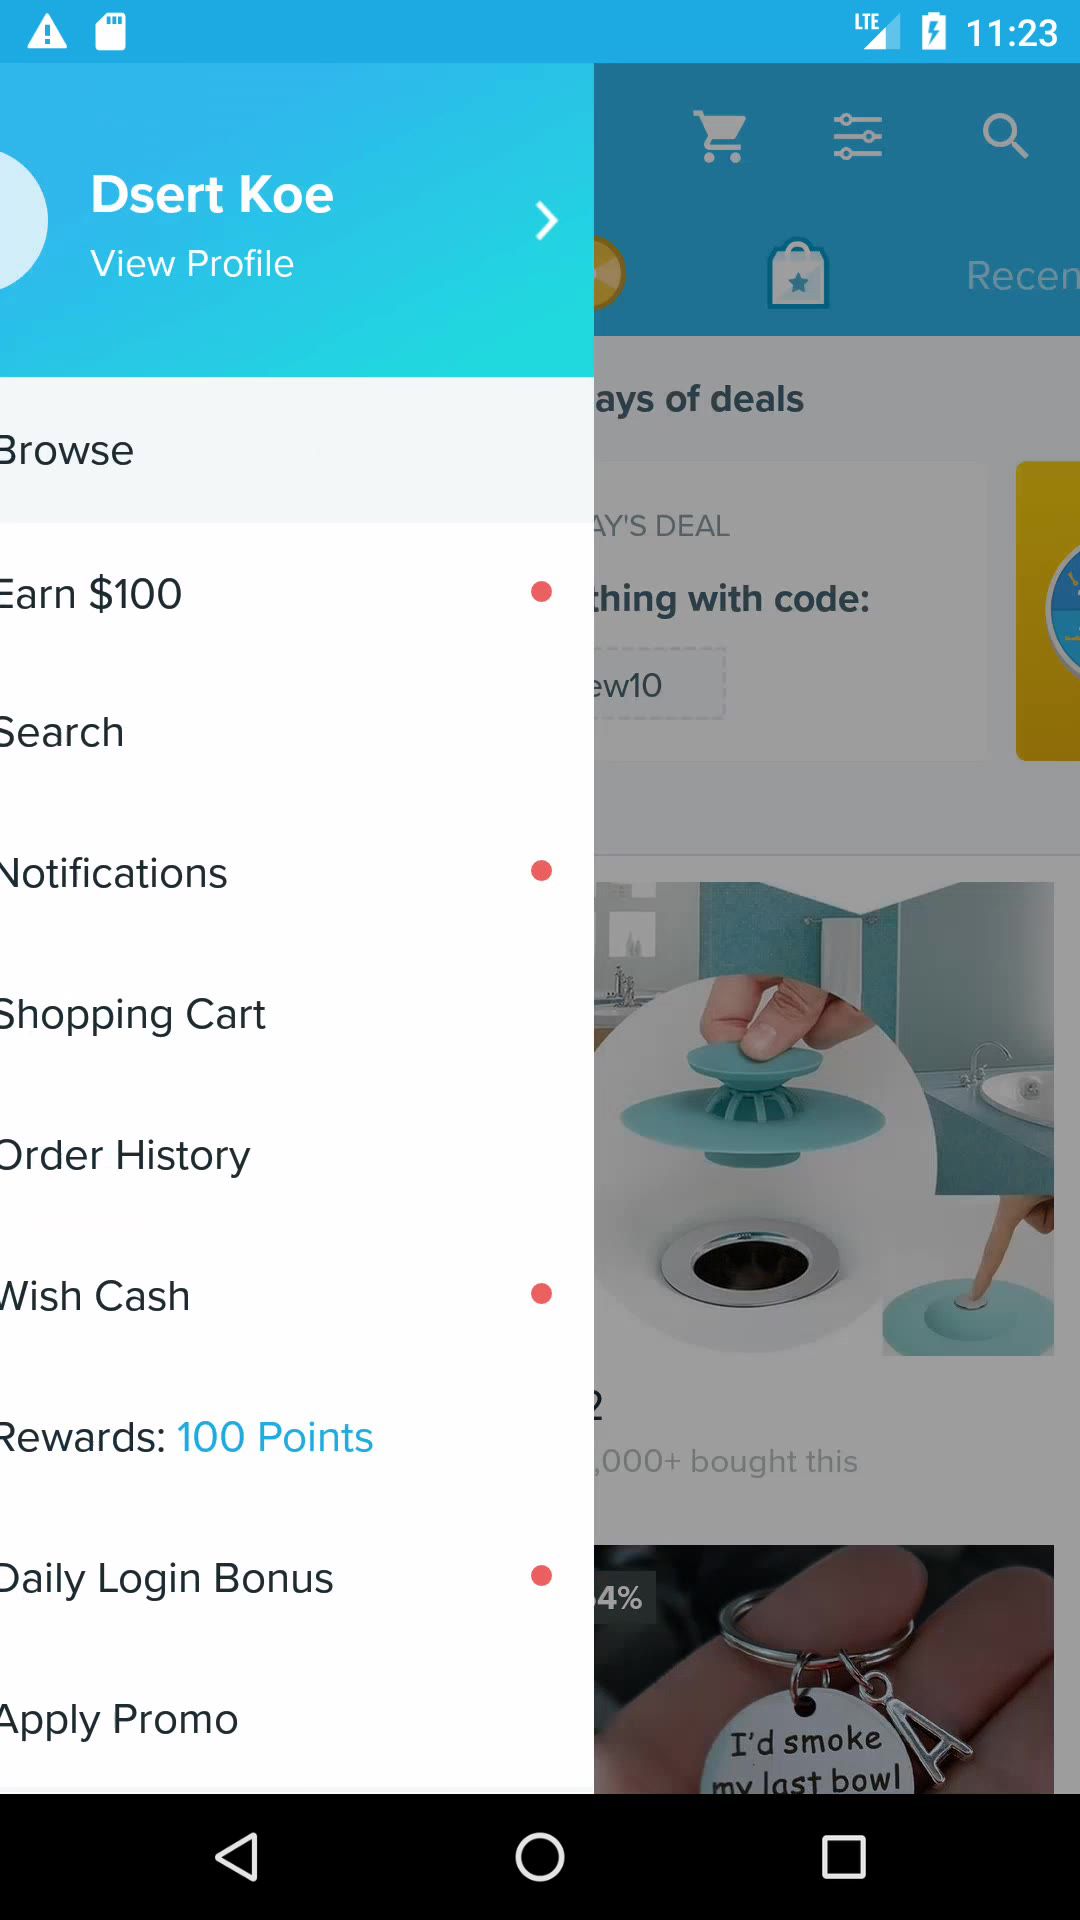 LTE 11:23
Dsert Koe
View Profile
Recen
ays of deals
Browse
AY'S DEAL
Earn $100
thing with code:
ew10
Search
Notifications
Shopping Cart
Order History
Wish Cash
2
Rewards: 100 Points
,000+ bought this
Daily Login Bonus
4%
Apply Promo
A
I'd smoke
my last bowl